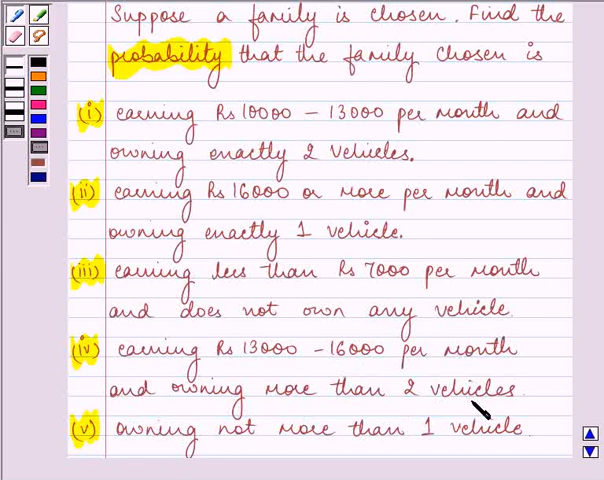 Suppose a family is chosen. Find the
probability that the family chosen is
(i) earning Rs 10000 - 13000 per month and
owning exactly 2 vehicles.
(ii) earning Rs 16000 or more per month and
owning exactly 1 vehicle.
(iii) earning less than Rs 7000 per month
and does not own any vehicle.
(iv) earning Rs 13000 - 16000 per month
and owning more than 2 vehicles.
(v) owning not more than 1 vehicle.